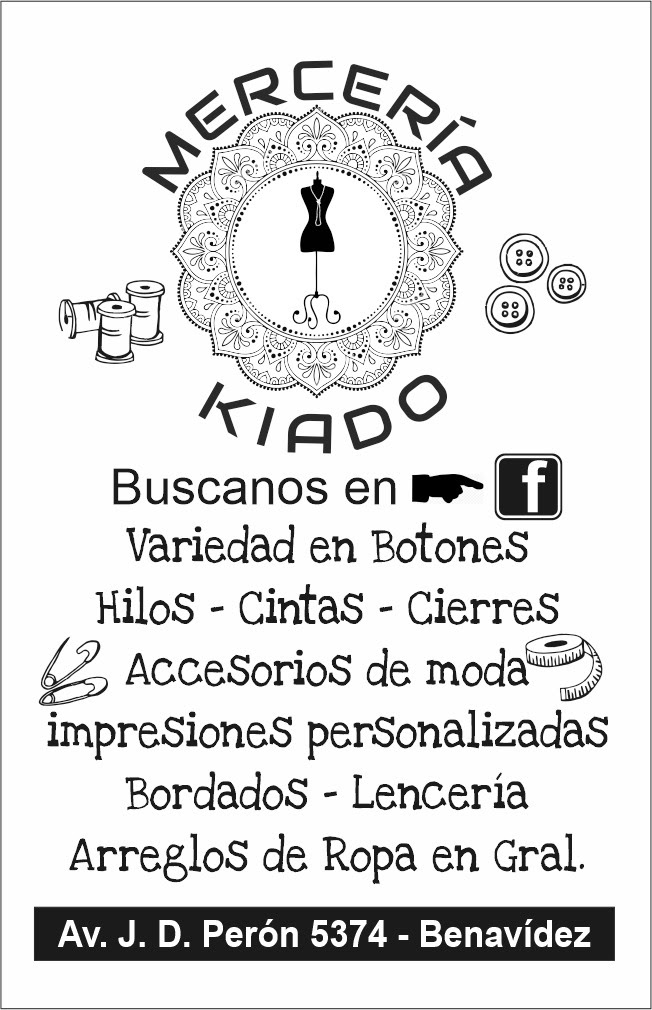 MERCERÍA
KIADO
Buscanos en f
Variedad en Botones
Hilos - Cintas - Cierres
Accesorios de moda
impresiones personalizadas
Bordados - Lencería
Arreglos de Ropa en Gral.
Av. J. D. Perón 5374 - Benavídez